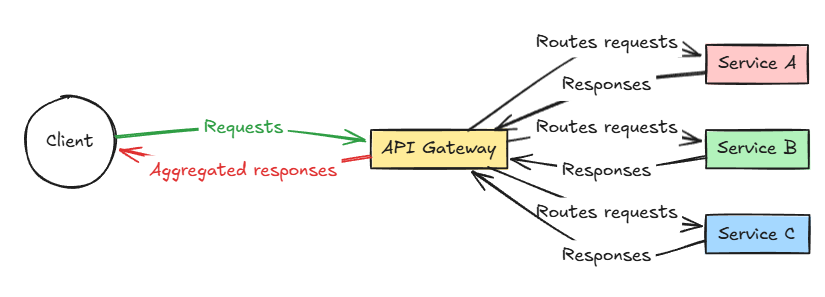 Routes requests
Service A
Responses
Requests
Routes requests
Client
API Gateway
Service B
Aggregated responses
Responses
Routes requests
Service C
Responses